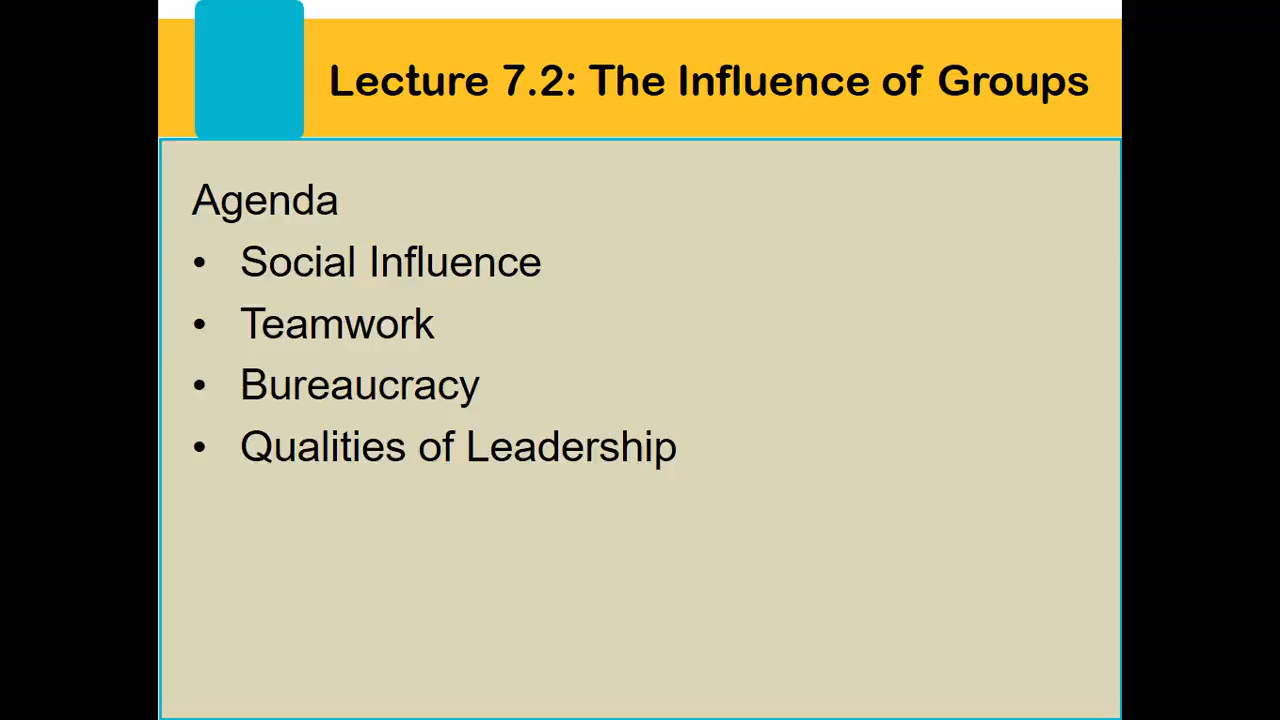 Lecture 7.2: The Influence of Groups
Agenda
• Social Influence
• Teamwork
• Bureaucracy
• Qualities of Leadership